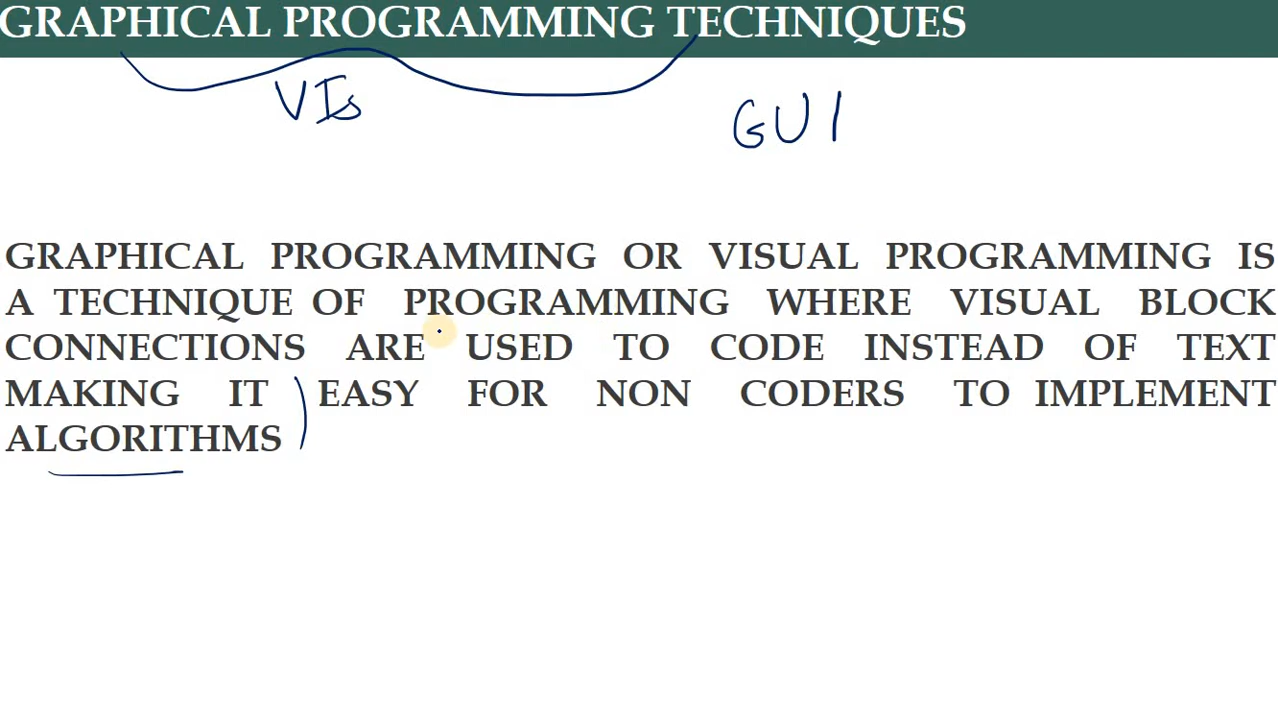 GRAPHICAL PROGRAMMING TECHNIQUES
VIs
GUI
GRAPHICAL PROGRAMMING OR VISUAL PROGRAMMING IS
A TECHNIQUE OF PROGRAMMING WHERE VISUAL BLOCK
CONNECTIONS ARE USED TO CODE INSTEAD OF TEXT
MAKING IT EASY FOR NON CODERS TO IMPLEMENT
ALGORITHMS